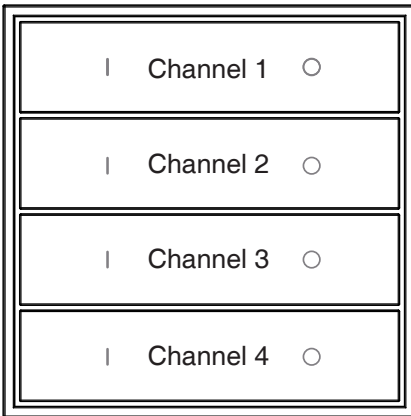 | Channel 1 ○
| Channel 2 ○
| Channel 3 ○
| Channel 4 ○